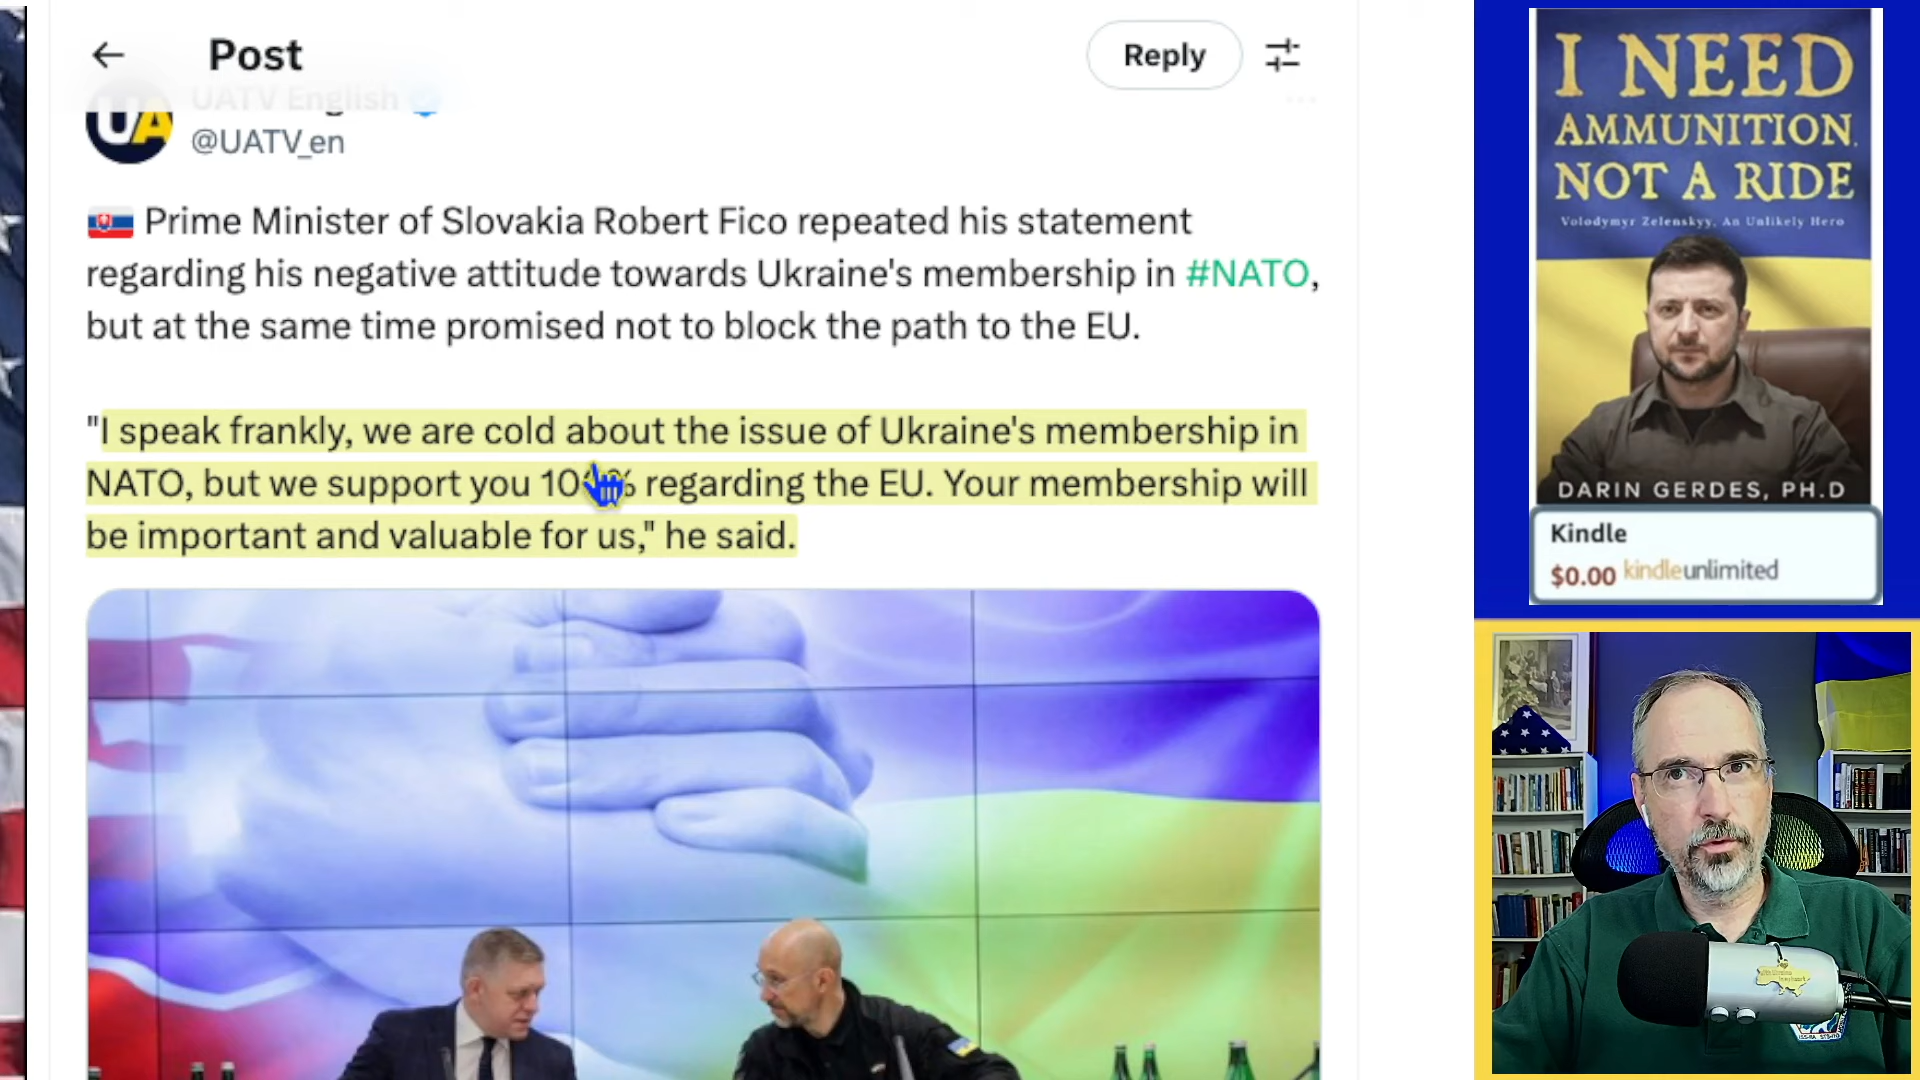 Post
Reply
UATV English
UA
@UATV_en
Prime Minister of Slovakia Robert Fico repeated his statement
regarding his negative attitude towards Ukraine's membership in #NATO,
but at the same time promised not to block the path to the EU.
"I speak frankly, we are cold about the issue of Ukraine's membership in
NATO, but we support you 100% regarding the EU. Your membership will
be important and valuable for us," he said.
I NEED
AMMUNITION,
NOT A RIDE
Volodymyr Zelenskyy, An Unlikely Hero
DARIN GERDES, PH.D
Kindle
$0.00 kindleunlimited